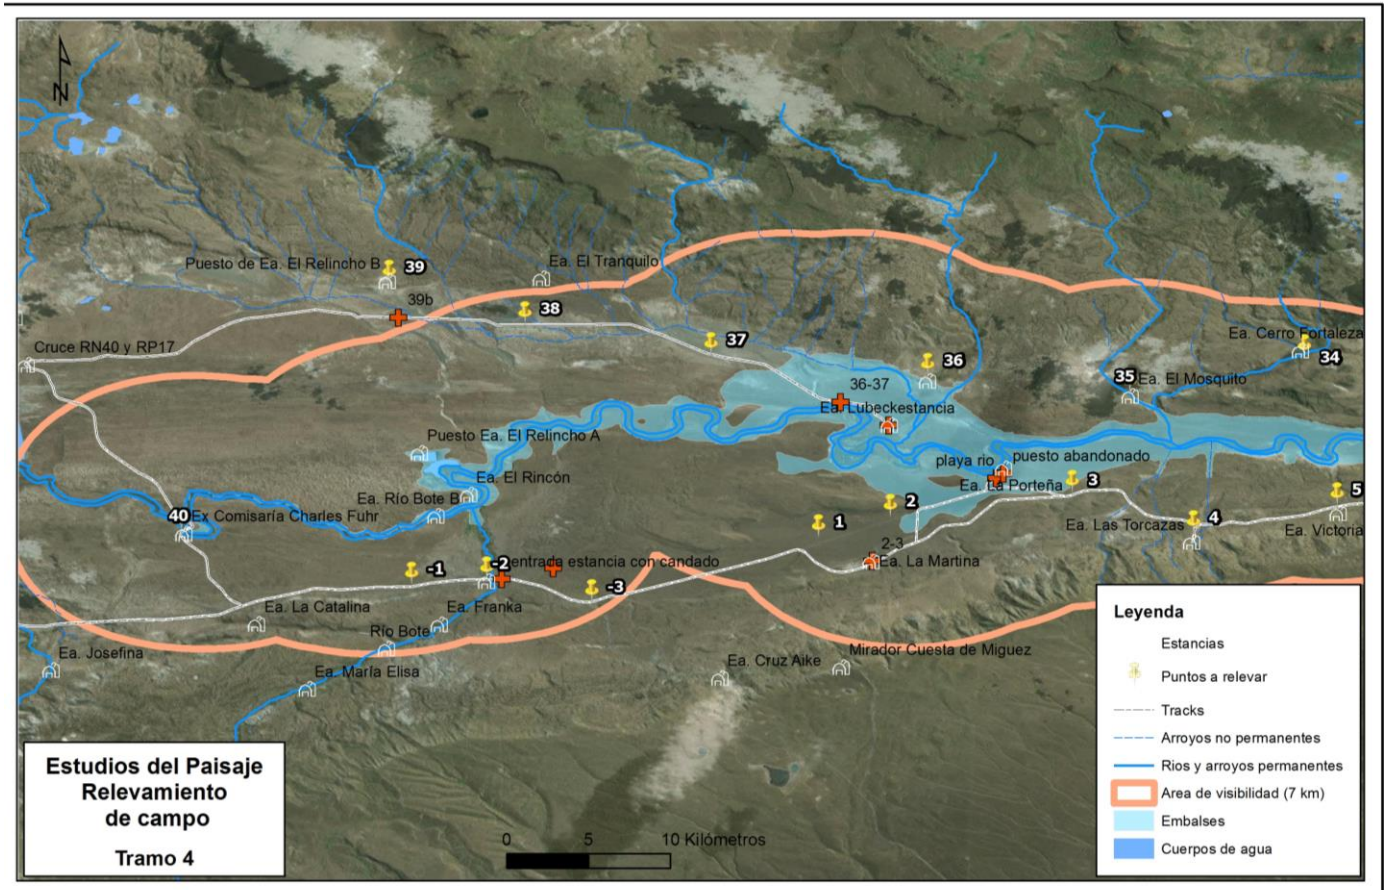 N
Puesto de Ea. El Relincho B
39
Ea. El Tranquilo
39b
38
Cruce RN40 y RP17
37
36
Ea. Cerro Fortaleza
34
36-37
35
Ea. El Mosquito
Ea. Lubeckestancia
Puesto Ea. El Relincho A
playa rio
puesto abandonado
Ea. El Rincón
Ea. La Porteña
3
5
Ea. Río Bote B
2
40
Ex Comisaría Charles Fuhr
1
4
Ea. Las Torcazas
Ea. Victoria
2-3
-1
-2
entrada estancia con candado
Ea. La Martina
-3
Ea. La Catalina
Ea. Franka
Río Bote
Ea. Josefina
Ea. María Elisa
Ea. Cruz Aike
Mirador Cuesta de Miguez
Leyenda
Estancias
Puntos a relevar
Tracks
Arroyos no permanentes
Rios y arroyos permanentes
Area de visibilidad (7 km)
Embalses
Cuerpos de agua
Estudios del Paisaje
Relevamiento
de campo
Tramo 4
0 5 10 Kilómetros